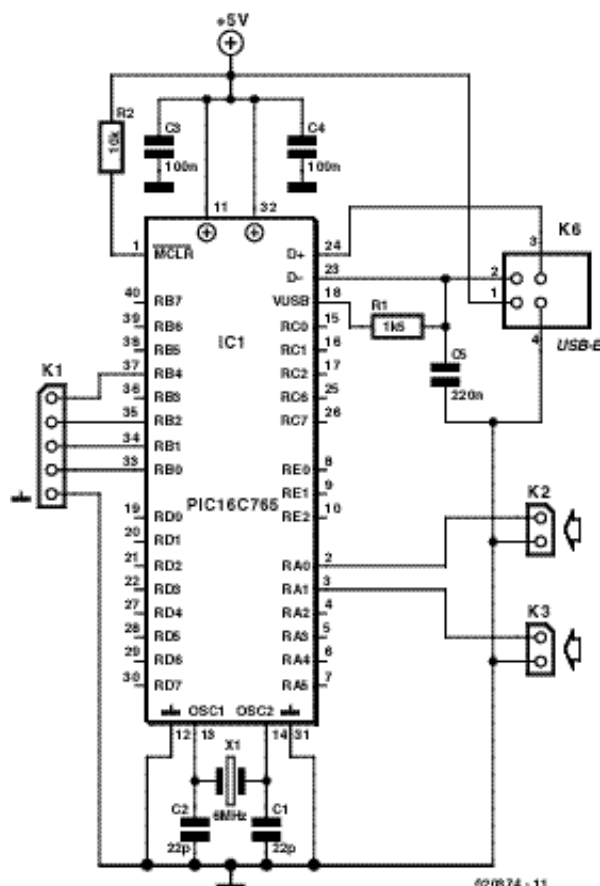 +5V
R2
10k
C3
100n
C4
100n
11
32
1
MCLR
D+
24
3
K6
D-
23
2
40
RB7
VUSB
18
R1
1k5
1
39
RB6
IC1
RC0
15
4
USB-B
38
RB5
RC1
16
K1
37
RB4
RC2
17
C5
220n
36
RB3
RC6
25
35
RB2
RC7
26
34
RB1
33
RB0
RE0
8
RE1
9
K2
PIC16C765
19
RD0
RE2
10
20
RD1
21
RD2
RA0
2
22
RD3
RA1
3
K3
27
RD4
RA2
4
28
RD5
RA3
5
29
RD6
RA4
6
30
RD7
RA5
7
OSC1
OSC2
12
13
14
31
X1
6MHz
C2
22p
C1
22p
020874 - 11